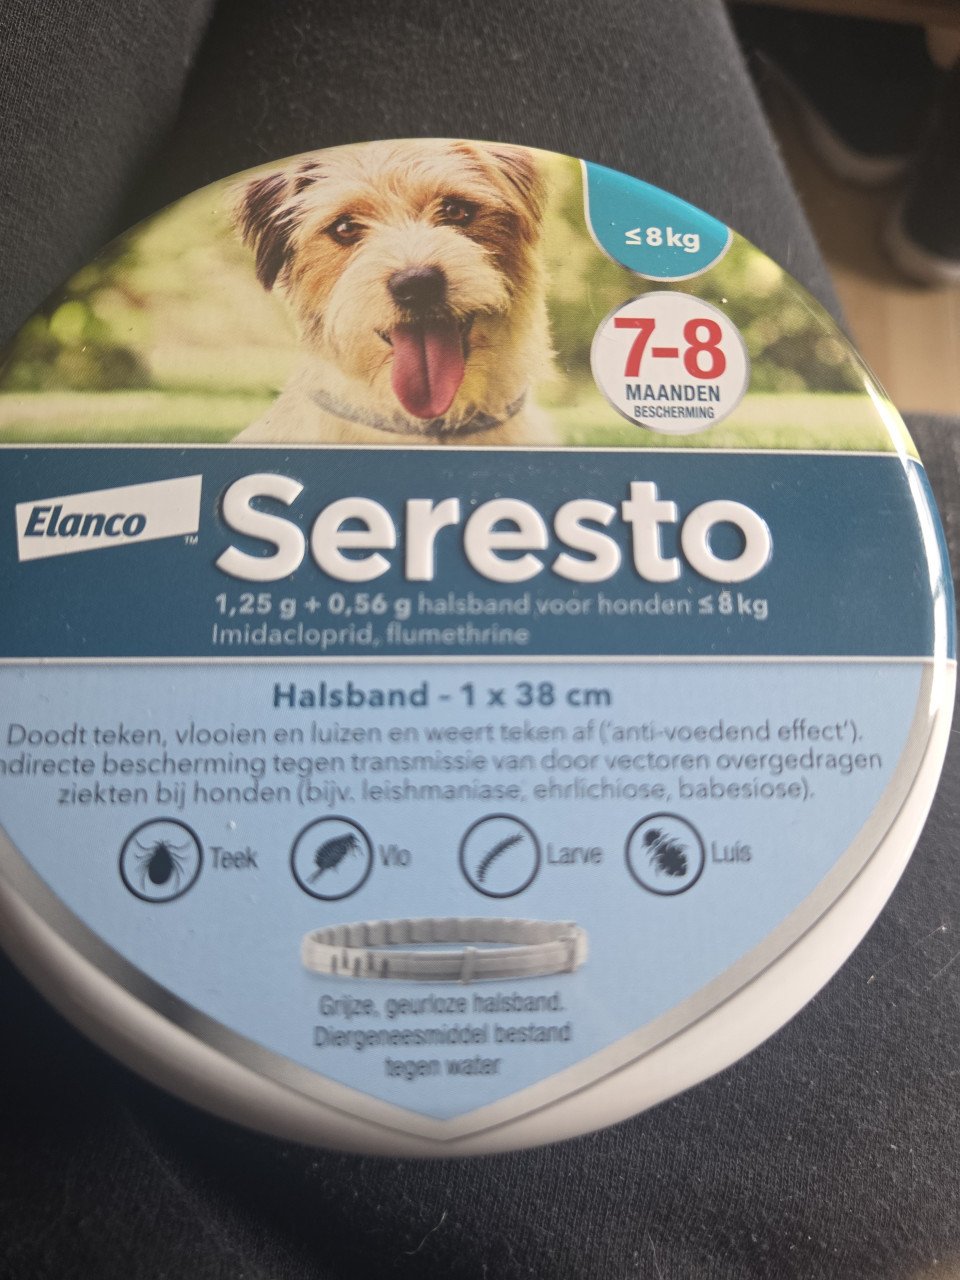 ≤8kg
7-8
MAANDEN
BESCHERMING
Elanco™
Seresto
1,25 g + 0,56 g halsband voor honden ≤8kg
Imidacloprid, flumethrine
Halsband - 1 x 38 cm
Doodt teken, vlooien en luizen en weert teken af ('anti-voedend effect').
ndirecte bescherming tegen transmissie van door vectoren overgedragen
ziekten bij honden (bijv. leishmaniase, ehrlichiose, babesiose).
Teek Vlo Larve Luis
Grijze, geurloze halsband.
Diergeneesmiddel bestand
tegen water